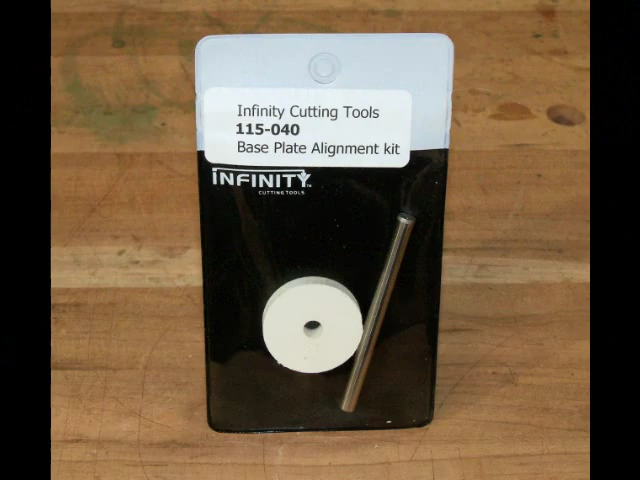 Infinity Cutting Tools
115-040
Base Plate Alignment kit
INFINITY
CUTTING TOOLS